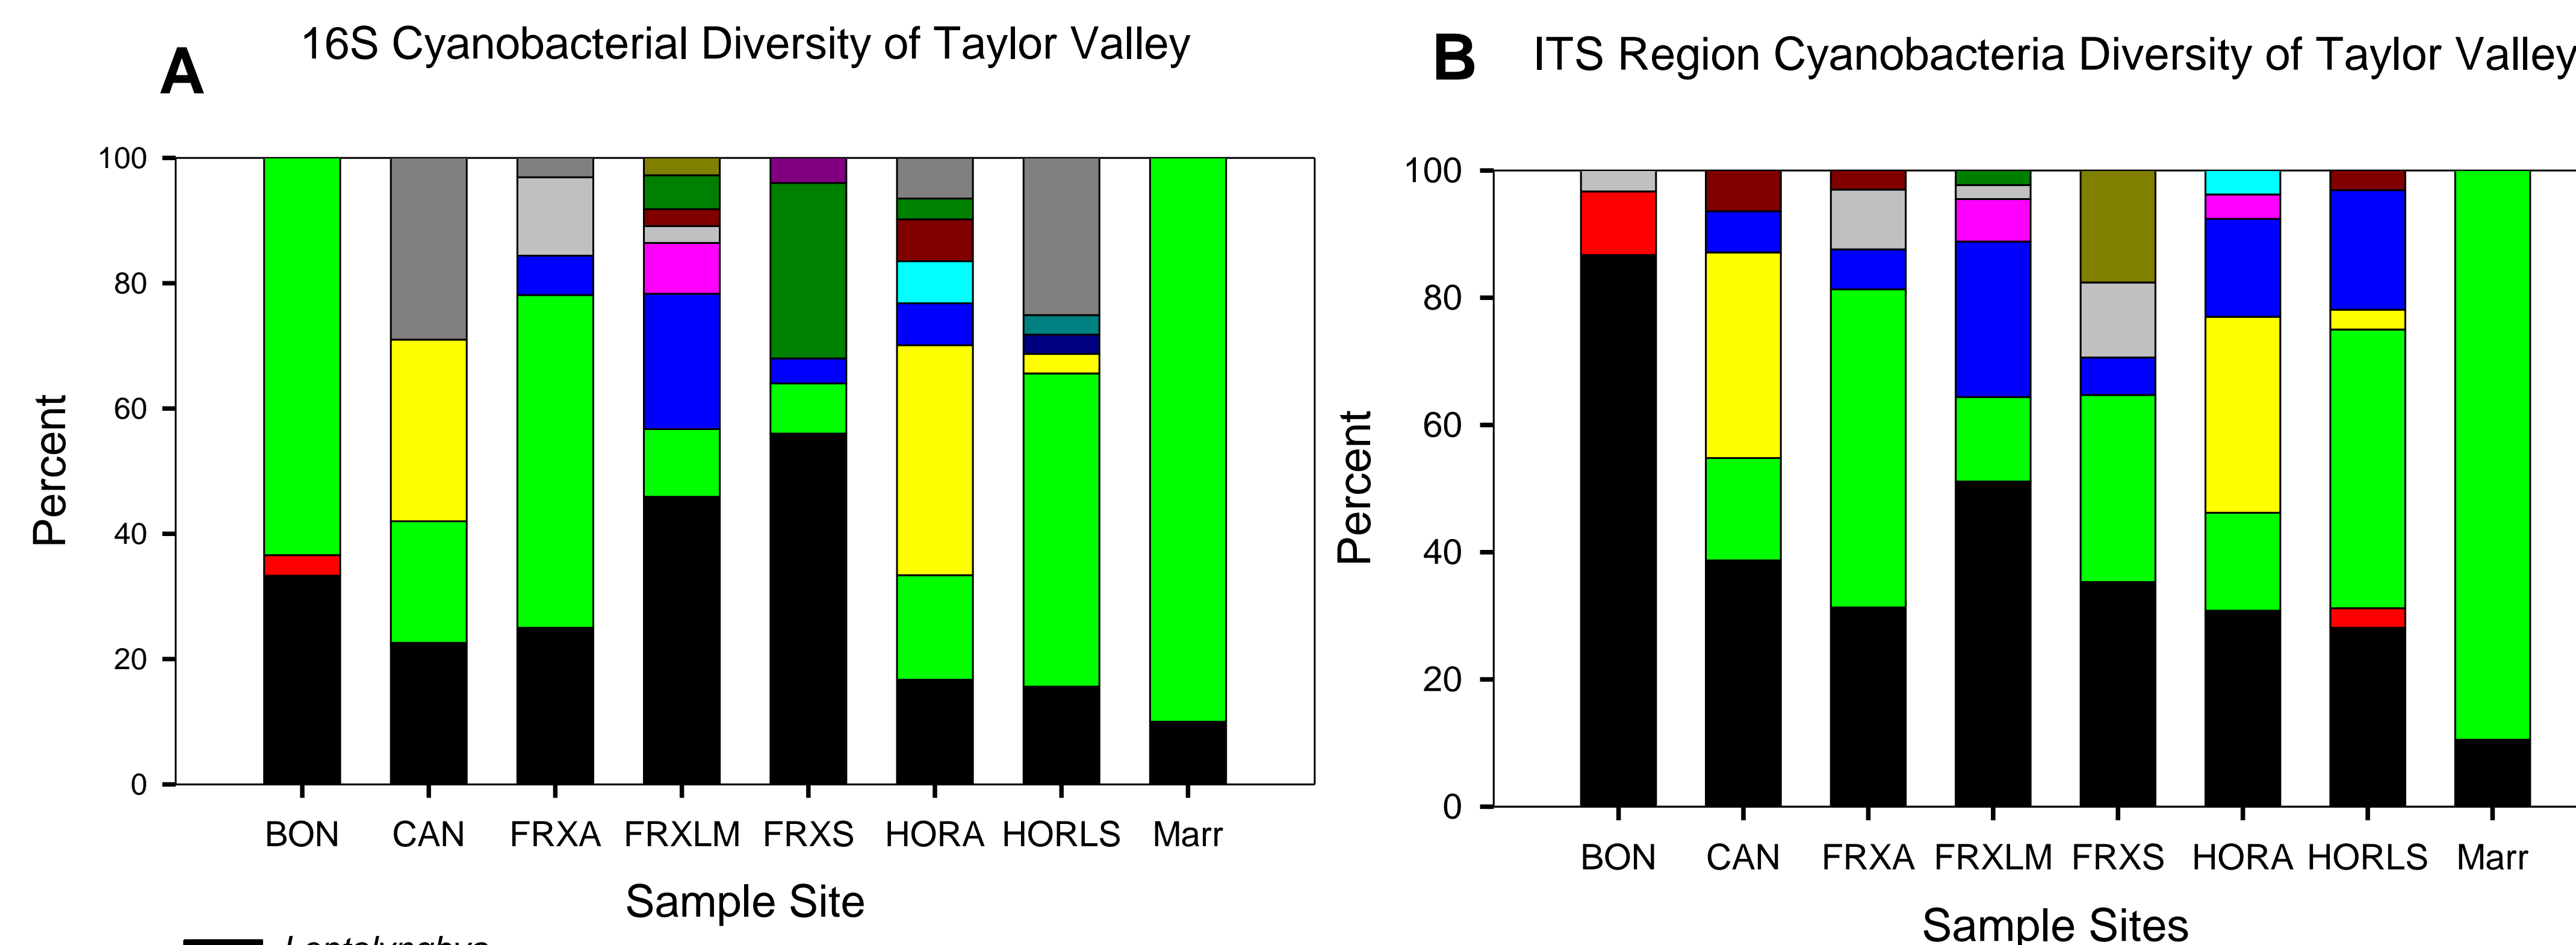 A
16S Cyanobacterial Diversity of Taylor Valley
100
80
60
40
20
0
Percent
BON CAN FRXA FRXLM FRXS HORA HORLS Marr
Sample Site
B
ITS Region Cyanobacteria Diversity of Taylor Valley
100
80
60
40
20
0
Percent
BON CAN FRXA FRXLM FRXS HORA HORLS Marr
Sample Sites